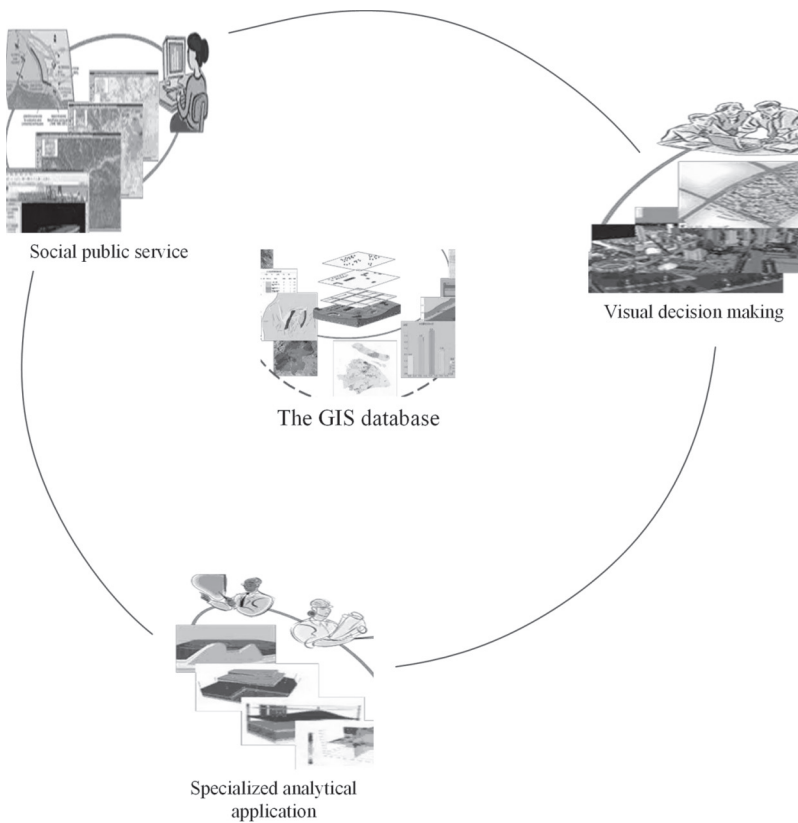 Social public service
Visual decision making
The GIS database
Specialized analytical
application